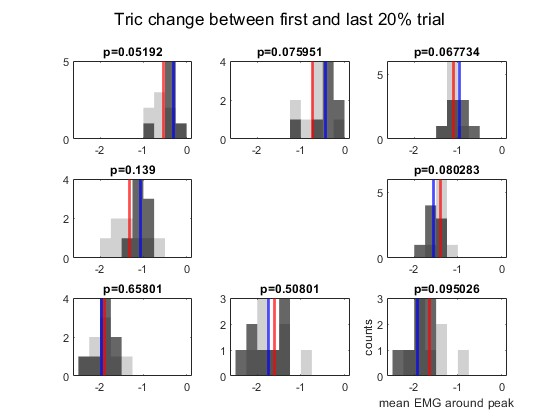 Tric change between first and last 20% trial
p=0.05192 p=0.075951 p=0.067734
5 4 5
2
0 0 0
-2 -1 0 -2 -1 0 -2 -1 0
p=0.139 p=0.080283
4 5
2
0 0
-2 -1 0 -2 -1 0
p=0.65801 p=0.50801 p=0.095026
4 3 3
2 2 2
1 1
0 0 0
counts
-2 -1 0 -2 -1 0 -2 -1 0
mean EMG around peak